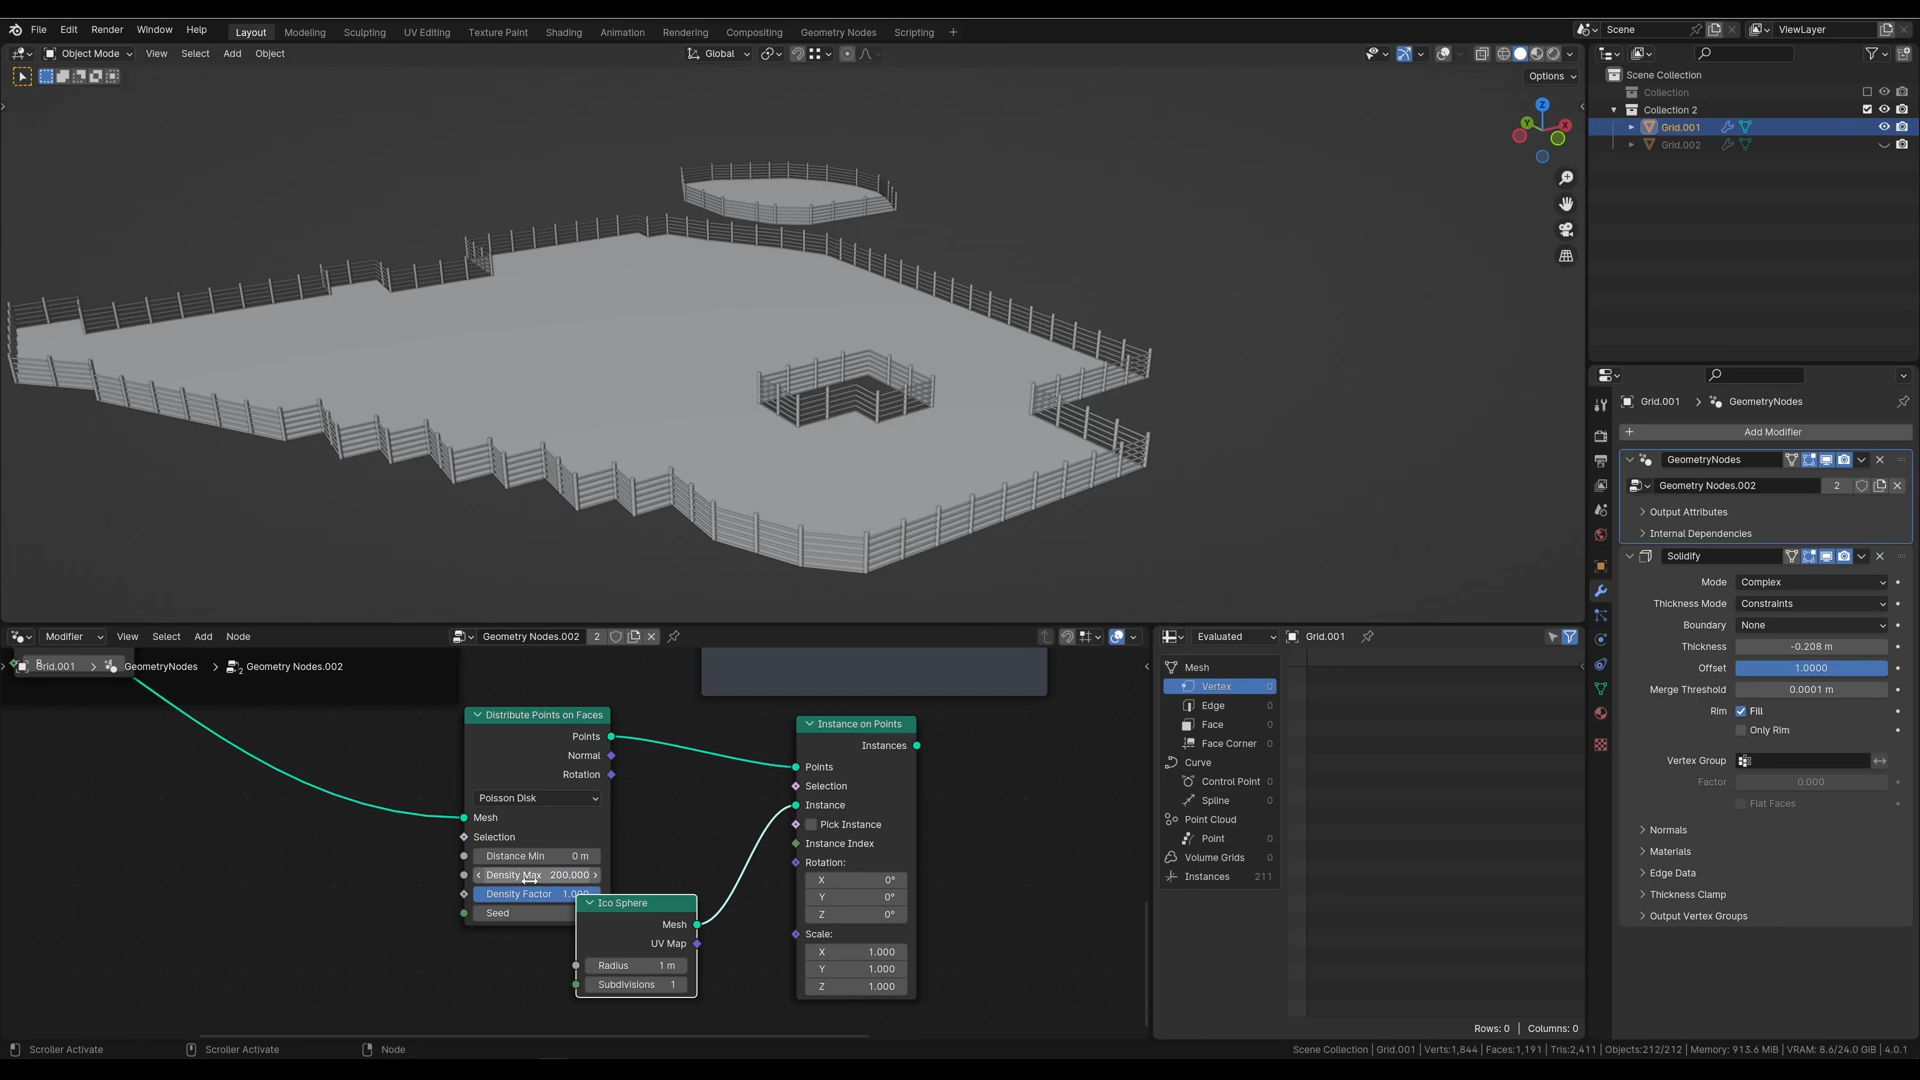 File Edit Render Window Help
Layout Modeling Sculpting UV Editing Texture Paint Shading Animation Rendering Compositing Geometry Nodes Scripting
Scene
ViewLayer
Object Mode View Select Add Object
Global
Options
Scene Collection
Collection
Collection 2
Grid.001
Grid.002
Z
Y
X
Grid.001 > GeometryNodes
Add Modifier
GeometryNodes
Geometry Nodes.002 2
Output Attributes
Internal Dependencies
Solidify
Mode Complex
Thickness Mode Constraints
Boundary None
Thickness -0.208 m
Offset 1.0000
Merge Threshold 0.0001 m
Rim Fill
Only Rim
Vertex Group
Factor 0.000
Flat Faces
Normals
Materials
Edge Data
Thickness Clamp
Output Vertex Groups
Modifier View Select Add Node
Geometry Nodes.002 2
Grid.001 > GeometryNodes > Geometry Nodes.002
Distribute Points on Faces
Points
Normal
Rotation
Poisson Disk
Mesh
Selection
Distance Min 0 m
Density Max 200.000
Density Factor 1.000
Seed
Ico Sphere
Mesh
UV Map
Radius 1 m
Subdivisions 1
Instance on Points
Instances
Points
Selection
Instance
Pick Instance
Instance Index
Rotation:
X 0°
Y 0°
Z 0°
Scale:
X 1.000
Y 1.000
Z 1.000
Evaluated
Grid.001
Mesh
Vertex 0
Edge 0
Face 0
Face Corner 0
Curve
Control Point 0
Spline 0
Point Cloud
Point 0
Volume Grids 0
Instances 211
Rows: 0 | Columns: 0
Scroller Activate
Scroller Activate
Node
Scene Collection | Grid.001 | Verts:1,844 | Faces:1,191 | Tris:2,411 | Objects:212/212 | Memory: 913.6 MiB | VRAM: 8.6/24.0 GiB | 4.0.1